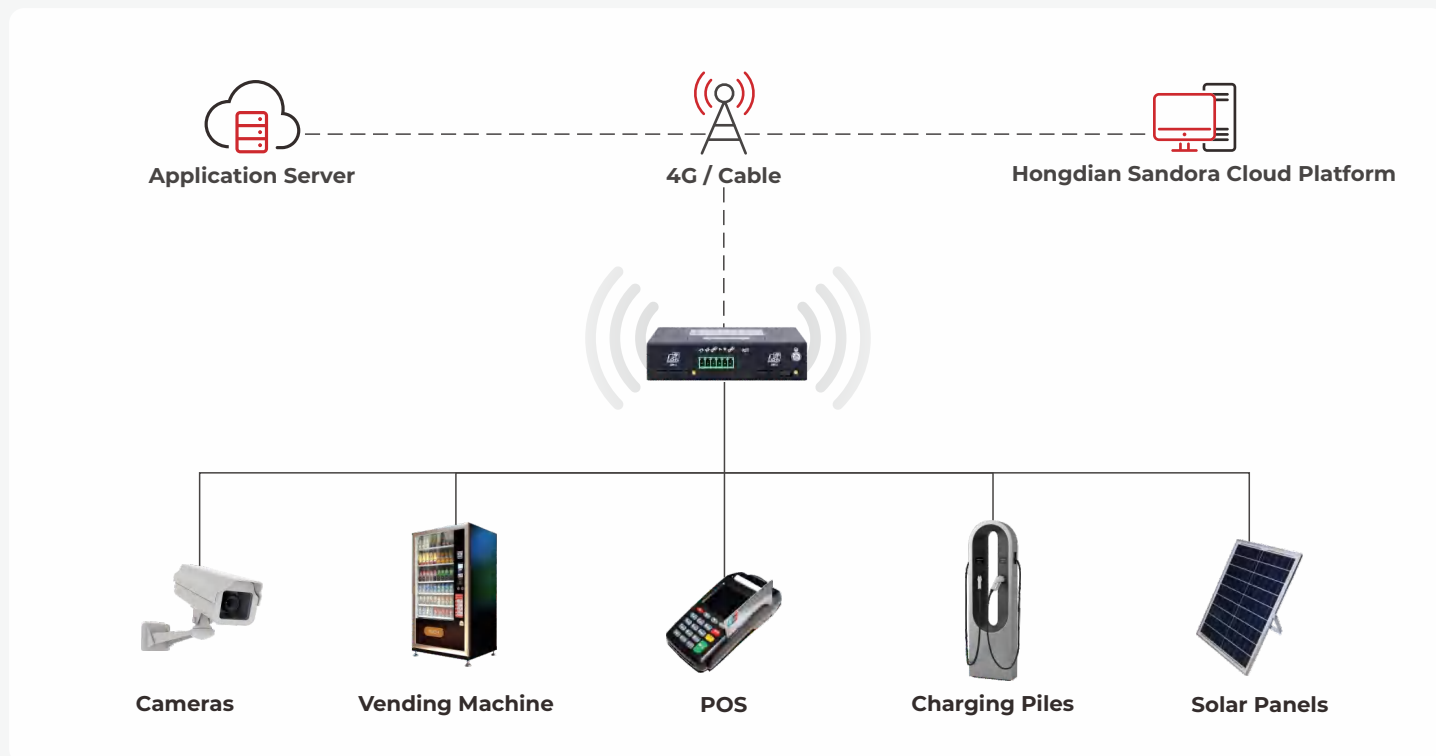 Application Server
4G / Cable
Hongdian Sandora Cloud Platform
Cameras
Vending Machine
POS
Charging Piles
Solar Panels